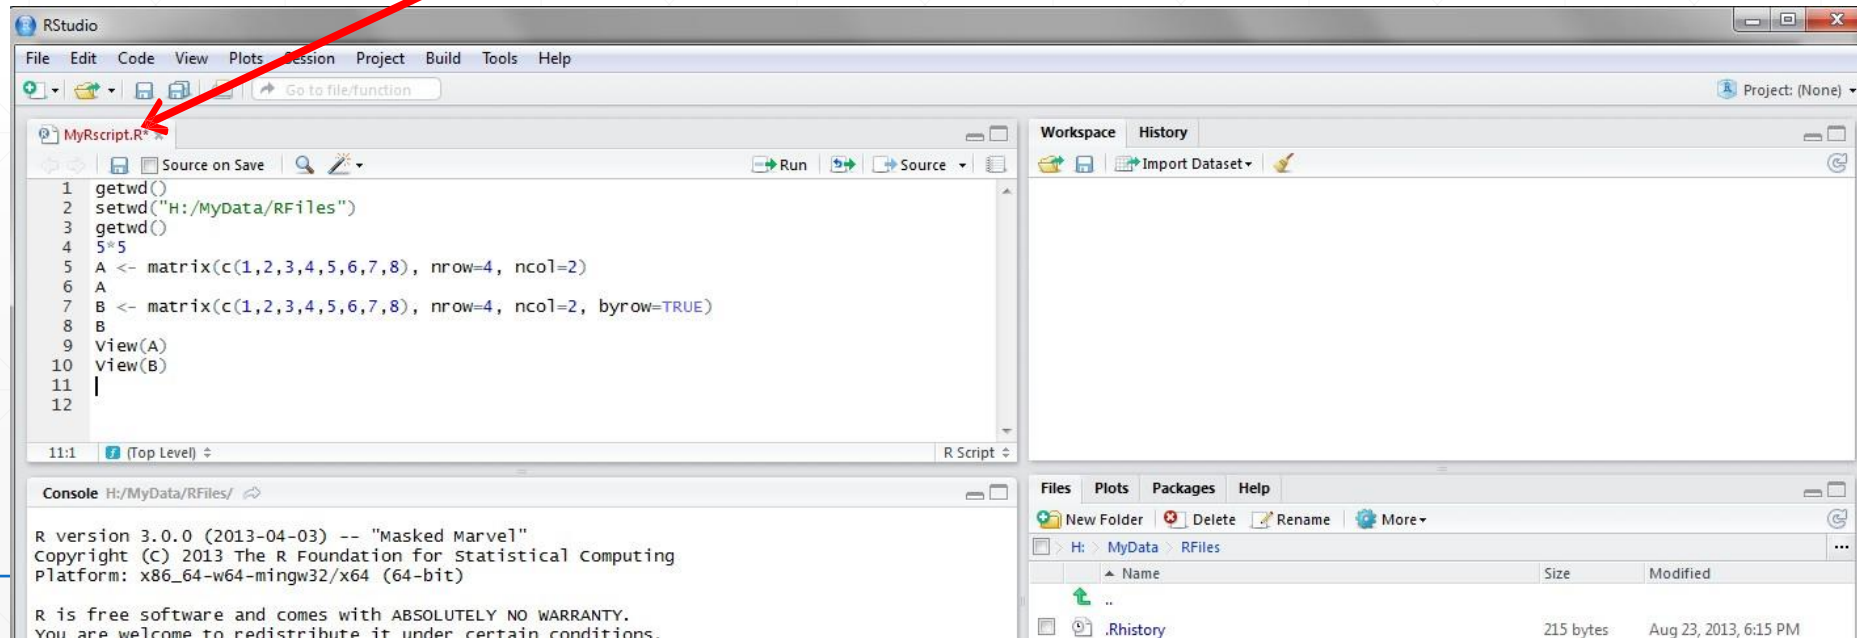 RStudio
File Edit Code View Plots Session Project Build Tools Help
Go to file/function
Project: (None)
MyRscript.R*
Source on Save
Run
Source
1 getwd()
2 setwd("H:/MyData/RFiles")
3 getwd()
4 5*5
5 A <- matrix(c(1,2,3,4,5,6,7,8), nrow=4, ncol=2)
6 A
7 B <- matrix(c(1,2,3,4,5,6,7,8), nrow=4, ncol=2, byrow=TRUE)
8 B
9 View(A)
10 View(B)
11
12
11:1 (Top Level) R Script
Console H:/MyData/RFiles/
R version 3.0.0 (2013-04-03) -- "Masked Marvel"
Copyright (C) 2013 The R Foundation for Statistical Computing
Platform: x86_64-w64-mingw32/x64 (64-bit)
R is free software and comes with ABSOLUTELY NO WARRANTY.
You are welcome to redistribute it under certain conditions.
Workspace History
Import Dataset
Files Plots Packages Help
New Folder Delete Rename More
H: MyData RFiles ...
Name Size Modified
..
.Rhistory 215 bytes Aug 23, 2013, 6:15 PM